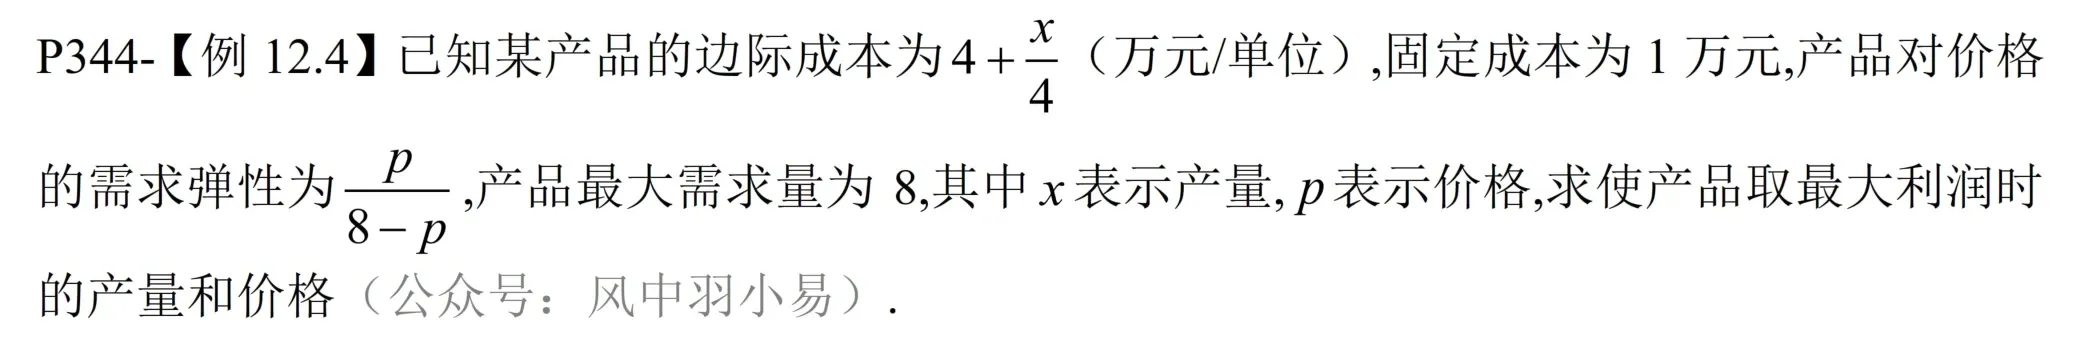 P344-【例 12.4】已知某产品的边际成本为 4 + x/4（万元/单位）,固定成本为 1 万元,产品对价格
的需求弹性为 p/(8 − p) ,产品最大需求量为 8,其中 x 表示产量, p 表示价格,求使产品取最大利润时
的产量和价格（公众号：风中羽小易）.